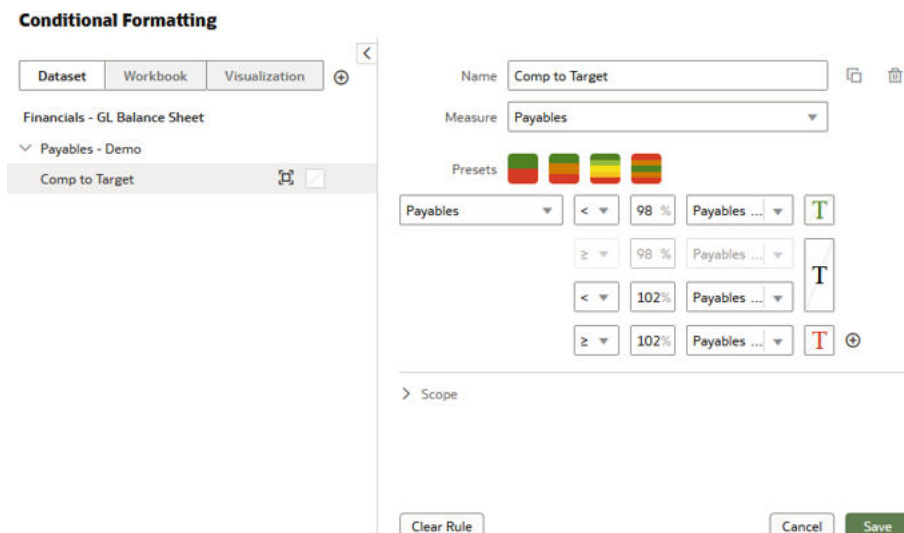 Conditional Formatting
Dataset Workbook Visualization
Financials - GL Balance Sheet
Payables - Demo
Comp to Target
Name Comp to Target
Measure Payables
Presets
Payables < 98 % Payables ... T
≥ 98 % Payables ...
T
< 102% Payables ...
≥ 102% Payables ... T
Scope
Clear Rule Cancel Save